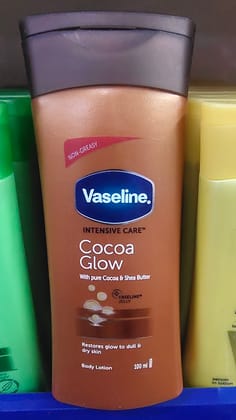 NON-GREASY
Vaseline.
INTENSIVE CARE™
Cocoa
Glow
With pure Cocoa & Shea Butter
VASELINE®
JELLY
Restores glow to dull &
dry skin
Body Lotion 100 ml